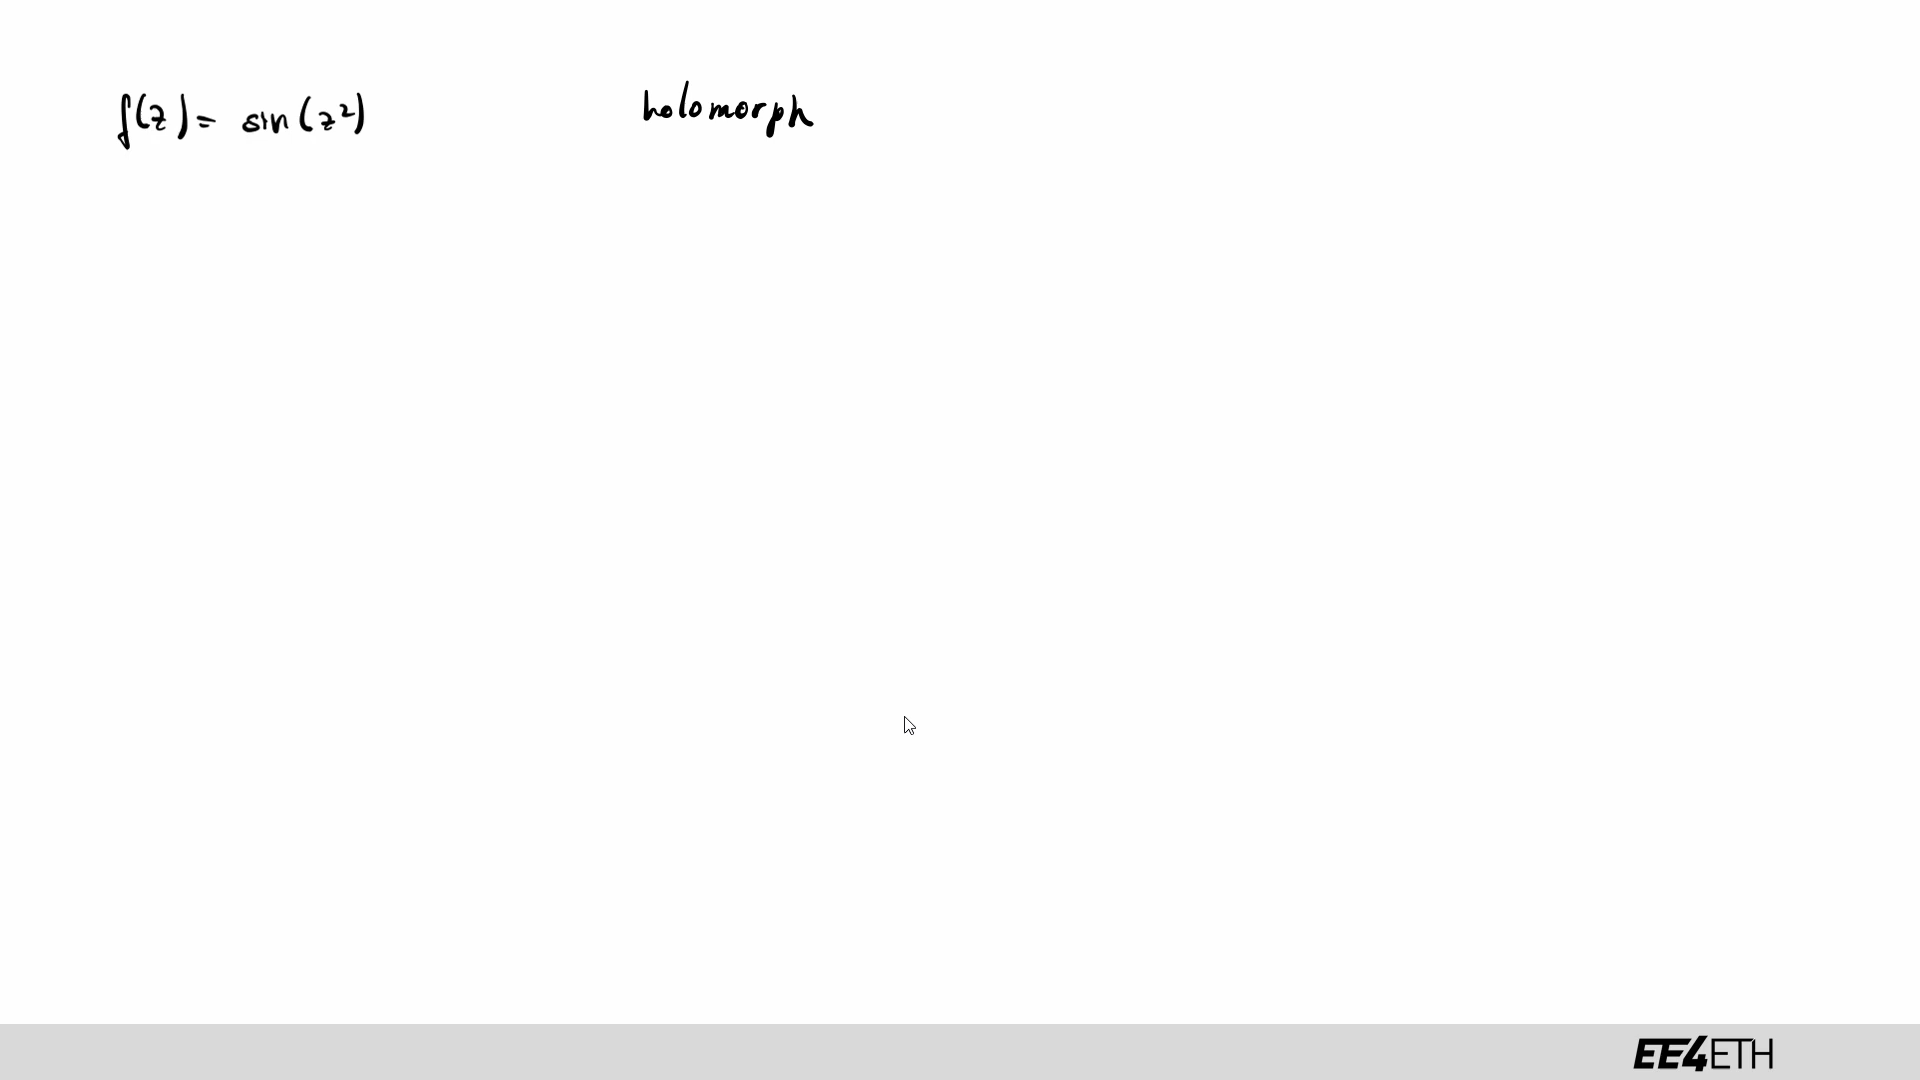 f(z) = sin(z²) holomorph
EE4ETH